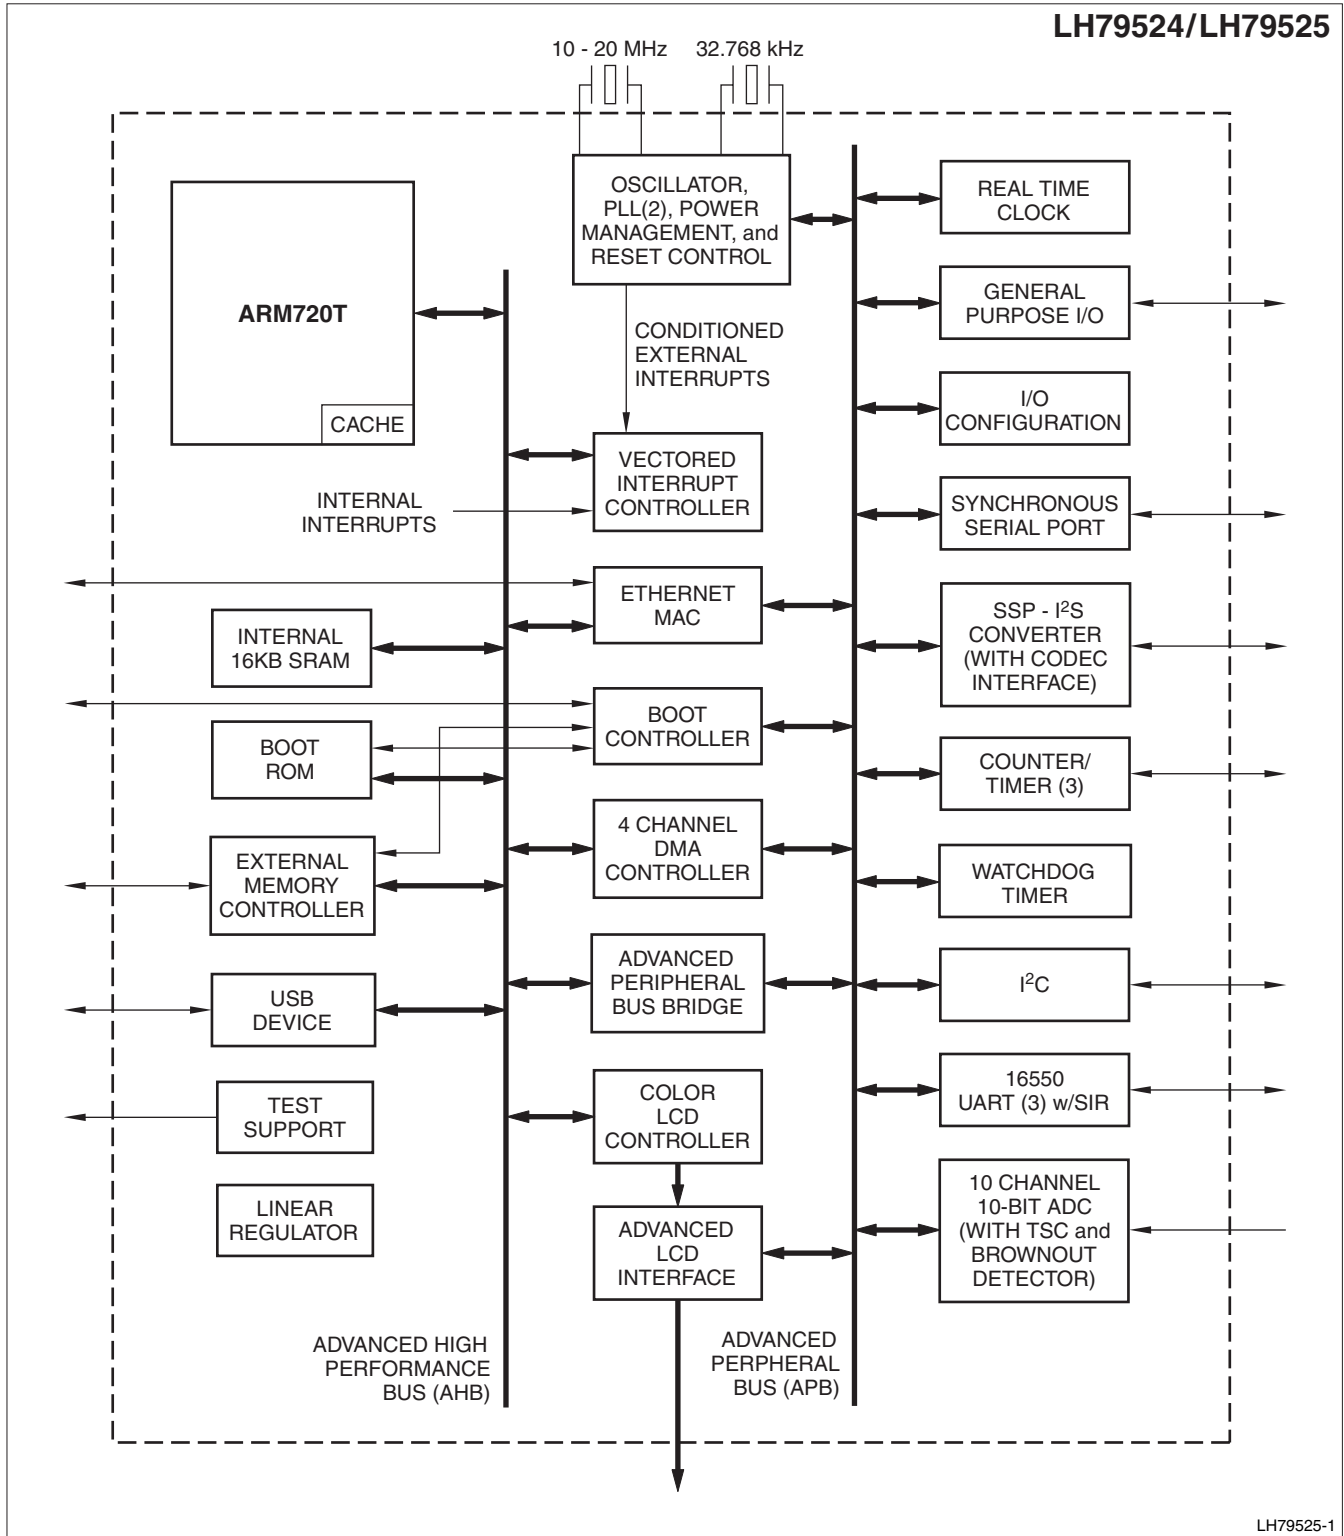 LH79524/LH79525
10 - 20 MHz
32.768 kHz
OSCILLATOR,
PLL(2), POWER
MANAGEMENT, and
RESET CONTROL
REAL TIME
CLOCK
ARM720T
CACHE
GENERAL
PURPOSE I/O
CONDITIONED
EXTERNAL
INTERRUPTS
I/O
CONFIGURATION
VECTORED
INTERRUPT
CONTROLLER
INTERNAL
INTERRUPTS
SYNCHRONOUS
SERIAL PORT
ETHERNET
MAC
INTERNAL
16KB SRAM
SSP - I²S
CONVERTER
(WITH CODEC
INTERFACE)
BOOT
CONTROLLER
BOOT
ROM
COUNTER/
TIMER (3)
4 CHANNEL
DMA
CONTROLLER
EXTERNAL
MEMORY
CONTROLLER
WATCHDOG
TIMER
ADVANCED
PERIPHERAL
BUS BRIDGE
USB
DEVICE
I²C
COLOR
LCD
CONTROLLER
TEST
SUPPORT
16550
UART (3) w/SIR
LINEAR
REGULATOR
ADVANCED
LCD
INTERFACE
10 CHANNEL
10-BIT ADC
(WITH TSC and
BROWNOUT
DETECTOR)
ADVANCED HIGH
PERFORMANCE
BUS (AHB)
ADVANCED
PERPHERAL
BUS (APB)
LH79525-1